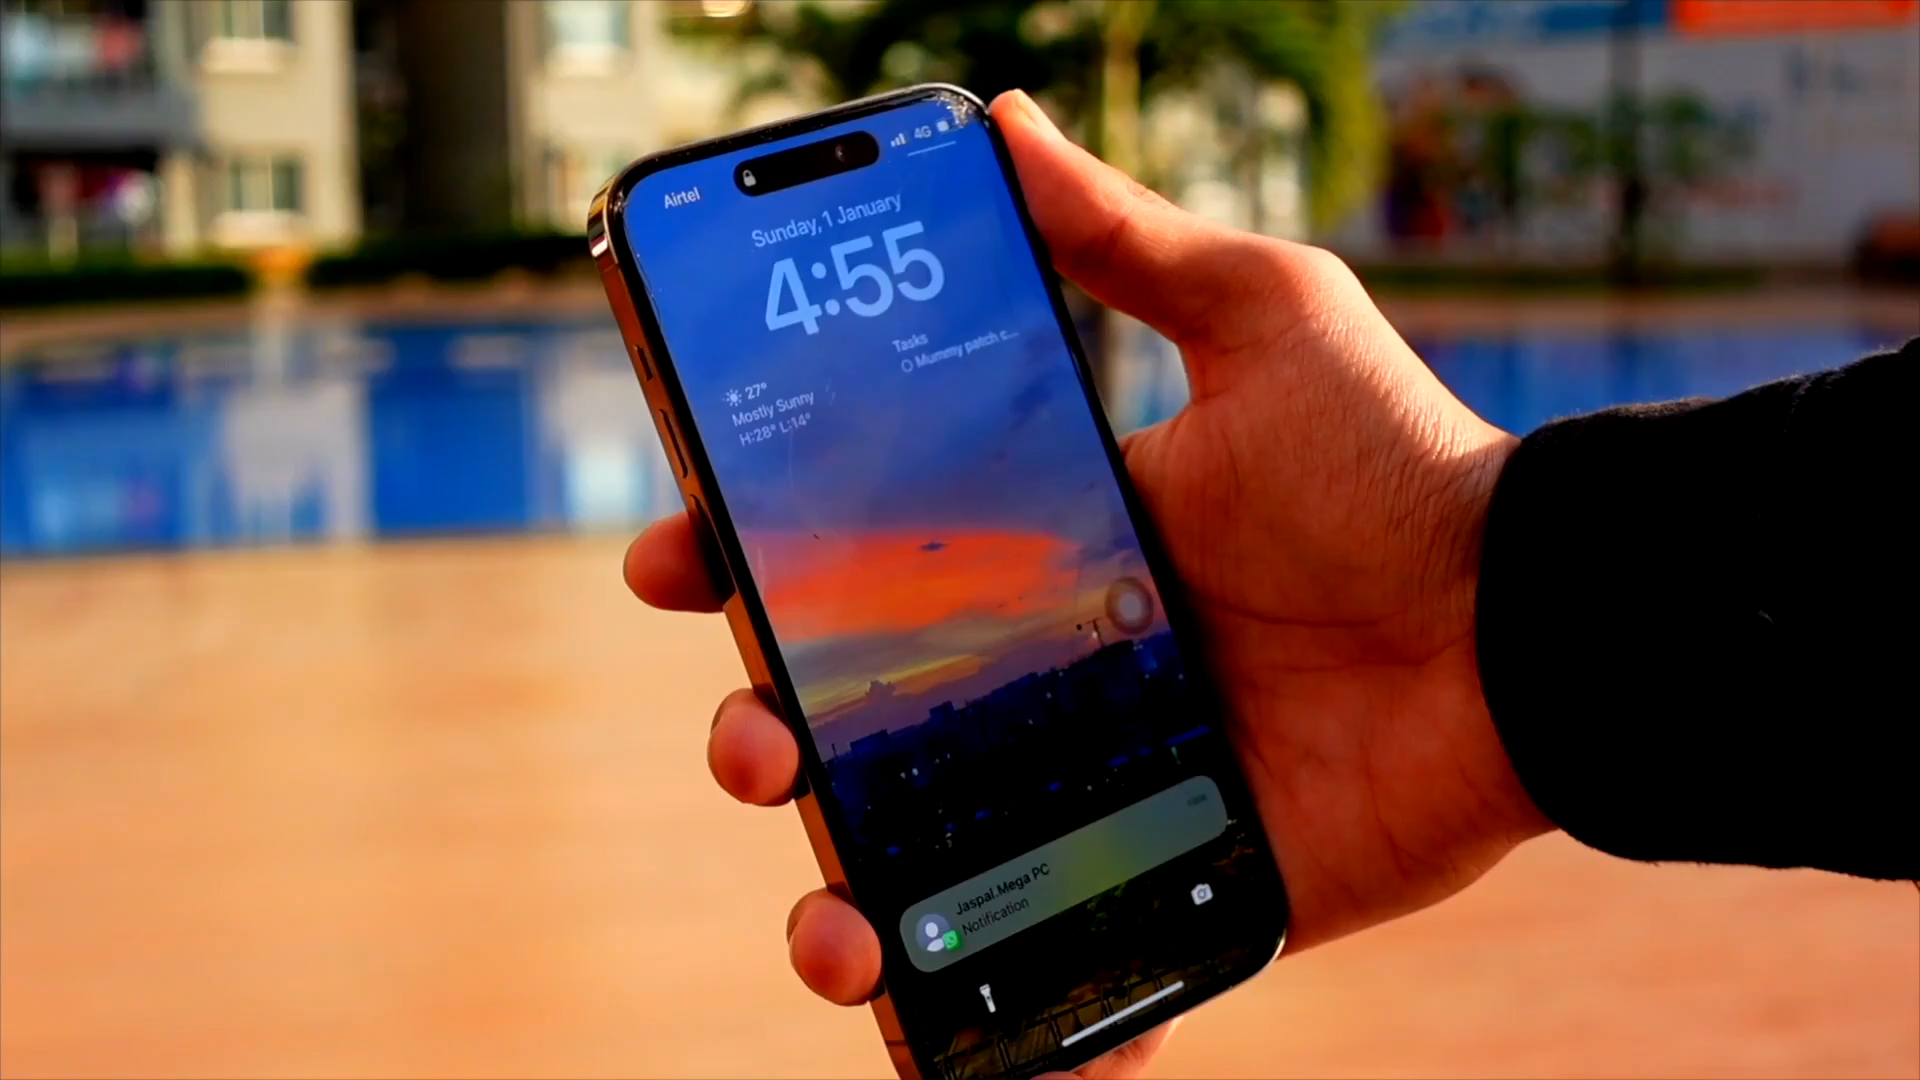 Airtel
4G
Sunday, 1 January
4:55
Tasks
Mummy patch c...
27°
Mostly Sunny
H:28° L:14°
now
Jaspal.Mega PC
Notification